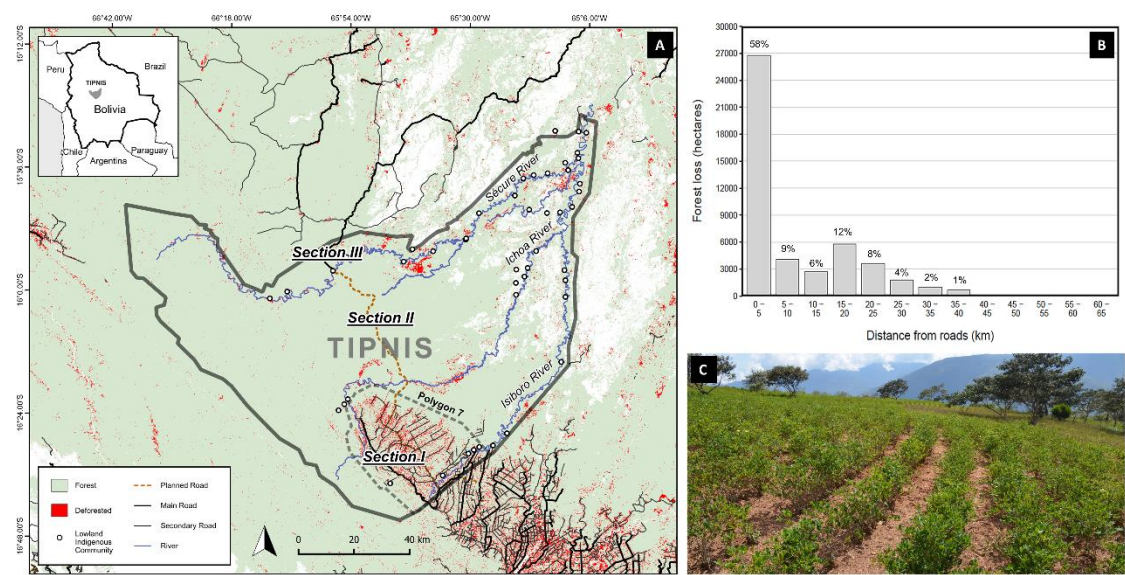 66°42.00'W
66°18.00'W
65°54.00'W
65°30.00'W
65°6.00'W
15°12.00'S
15°36.00'S
16°0.00'S
16°24.00'S
16°48.00'S
A
Peru
Brazil
TIPNIS
Bolivia
Chile
Paraguay
Argentina
Sécure River
Section III
Ichoa River
Section II
TIPNIS
Isiboro River
Polygon 7
Section I
Forest
Deforested
Lowland
Indigenous
Community
Planned Road
Main Road
Secondary Road
River
0 20 40 km
B
Forest loss (hectares)
30000
27000
24000
21000
18000
15000
12000
9000
6000
3000
0
58%
9%
6%
12%
8%
4%
2%
1%
0 – 5 – 10 – 15 – 20 – 25 – 30 – 35 – 40 – 45 – 50 – 55 – 60 –
5 10 15 20 25 30 35 40 45 50 55 60 65
Distance from roads (km)
C